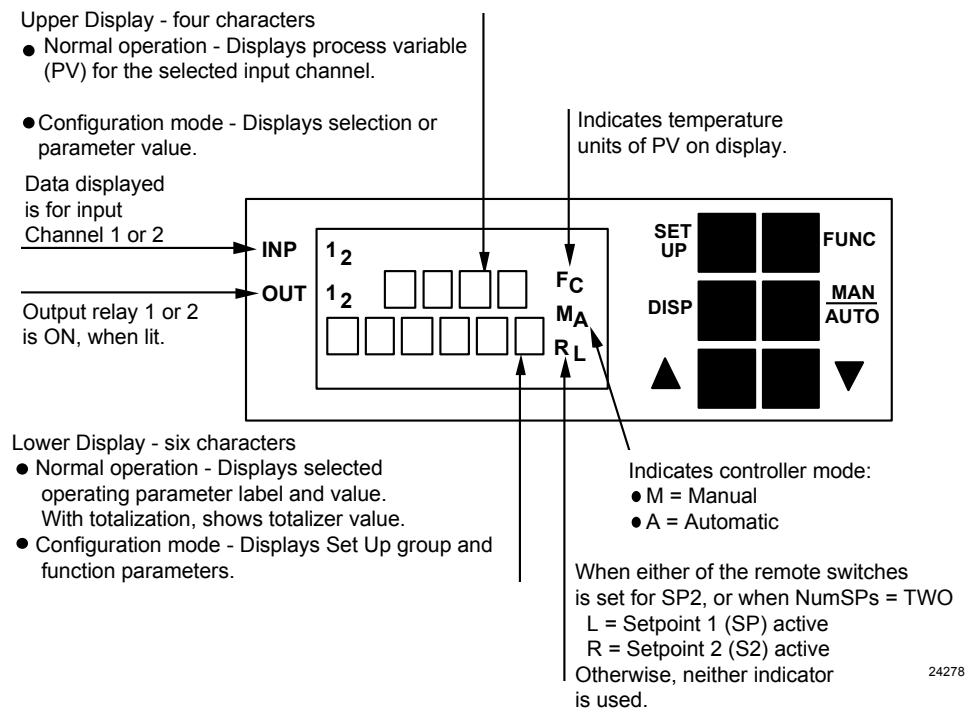 Upper Display - four characters
● Normal operation - Displays process variable
(PV) for the selected input channel.
● Configuration mode - Displays selection or
parameter value.
Indicates temperature
units of PV on display.
Data displayed
is for input
Channel 1 or 2
Output relay 1 or 2
is ON, when lit.
INP 1 2
OUT 1 2
F C
M A
R L
SET
UP
FUNC
DISP
MAN
AUTO
▲
▼
Lower Display - six characters
● Normal operation - Displays selected
operating parameter label and value.
With totalization, shows totalizer value.
● Configuration mode - Displays Set Up group and
function parameters.
Indicates controller mode:
● M = Manual
● A = Automatic
When either of the remote switches
is set for SP2, or when NumSPs = TWO
L = Setpoint 1 (SP) active
R = Setpoint 2 (S2) active
Otherwise, neither indicator
is used.
24278